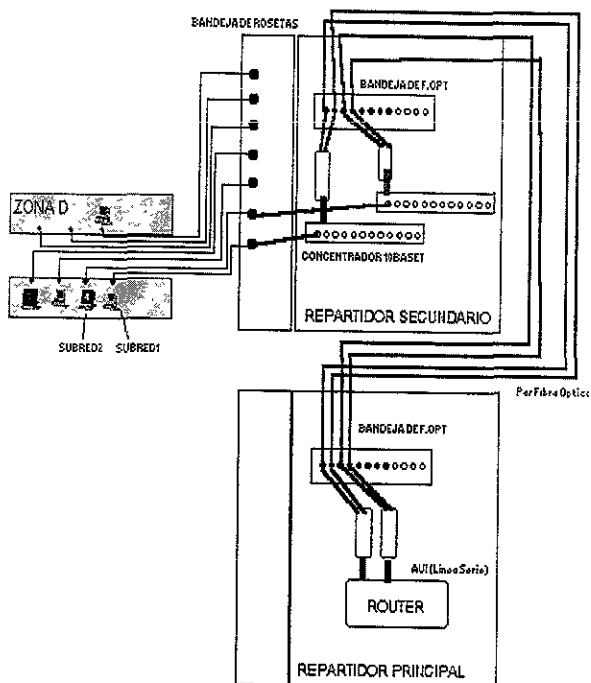 BANDEJA DE ROSETAS
BANDEJA DE F.OPT
ZONA D
CONCENTRADOR 10BASET
REPARTIDOR SECUNDARIO
SUBRED2 SUBRED1
Par Fibra Optica
BANDEJA DE F.OPT
AUI (Linea Serie)
ROUTER
REPARTIDOR PRINCIPAL